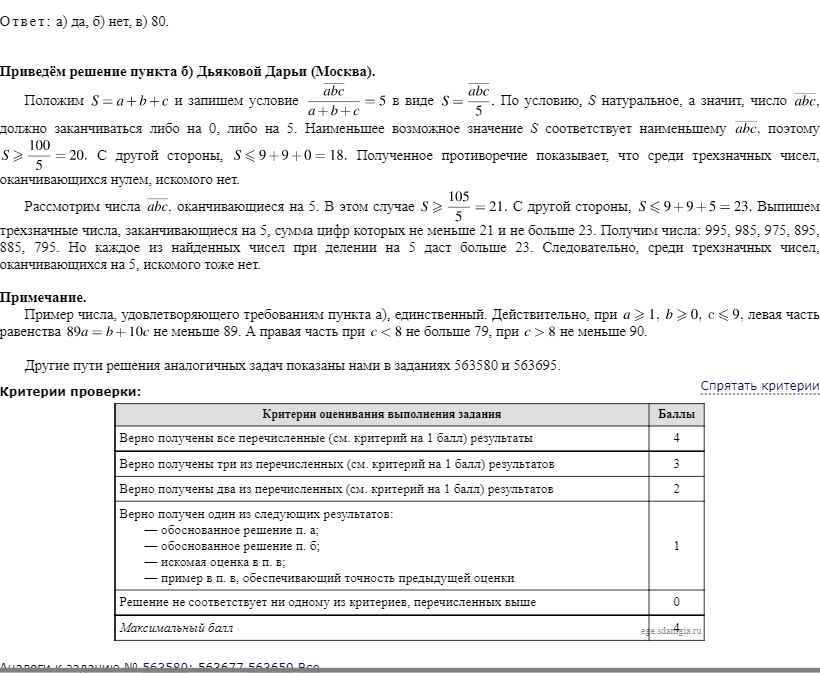 Ответ: а) да, б) нет, в) 80.
Приведём решение пункта б) Дьяковой Дарьи (Москва).
Положим S = a + b + c и запишем условие \frac{\overline{abc}}{a + b + c} = 5 в виде S = \frac{\overline{abc}}{5}. По условию, S натуральное, а значит, число \overline{abc},
должно заканчиваться либо на 0, либо на 5. Наименьшее возможное значение S соответствует наименьшему \overline{abc}, поэтому
S ⩾ \frac{100}{5} = 20. С другой стороны, S ⩽ 9 + 9 + 0 = 18. Полученное противоречие показывает, что среди трехзначных чисел,
оканчивающихся нулем, искомого нет.
Рассмотрим числа \overline{abc}, оканчивающиеся на 5. В этом случае S ⩾ \frac{105}{5} = 21. С другой стороны, S ⩽ 9 + 9 + 5 = 23. Выпишем
трехзначные числа, заканчивающиеся на 5, сумма цифр которых не меньше 21 и не больше 23. Получим числа: 995, 985, 975, 895,
885, 795. Но каждое из найденных чисел при делении на 5 даст больше 23. Следовательно, среди трехзначных чисел,
оканчивающихся на 5, искомого тоже нет.
Примечание.
Пример числа, удовлетворяющего требованиям пункта а), единственный. Действительно, при a ⩾ 1, b ⩾ 0, c ⩽ 9, левая часть
равенства 89a = b + 10c не меньше 89. А правая часть при c < 8 не больше 79, при c > 8 не меньше 90.
Другие пути решения аналогичных задач показаны нами в заданиях 563580 и 563695.
Спрятать критерии
Критерии проверки:
Критерии оценивания выполнения задания Баллы
Верно получены все перечисленные (см. критерий на 1 балл) результаты 4
Верно получены три из перечисленных (см. критерий на 1 балл) результатов 3
Верно получены два из перечисленных (см. критерий на 1 балл) результатов 2
Верно получен один из следующих результатов:
— обоснованное решение п. а;
— обоснованное решение п. б;
— искомая оценка в п. в;
— пример в п. в, обеспечивающий точность предыдущей оценки
1
Решение не соответствует ни одному из критериев, перечисленных выше 0
Максимальный балл 4
ege.sdamgia.ru
Аналоги к заданию № 563580: 563677 563659 Все